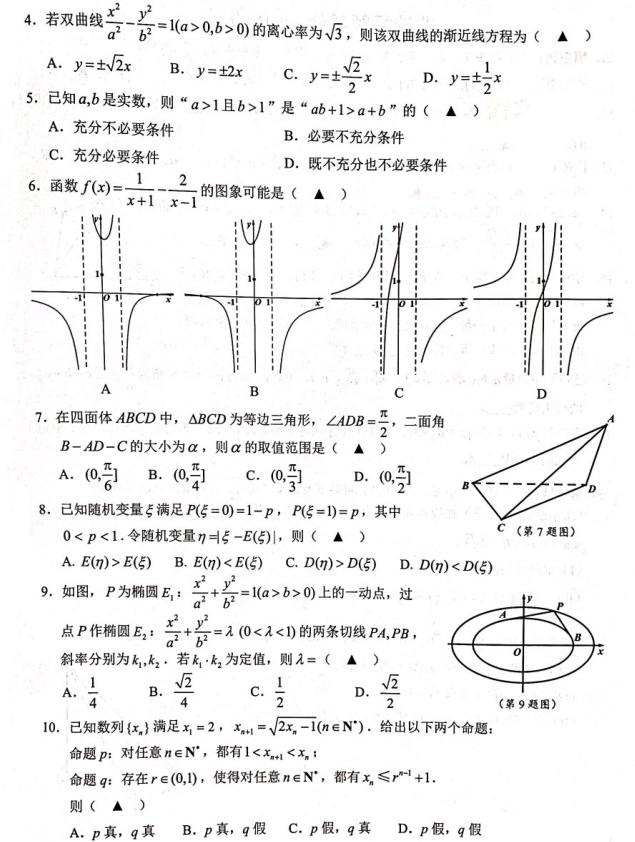 4. 若双曲线 x²/a² - y²/b² = 1(a>0,b>0) 的离心率为√3，则该双曲线的渐近线方程为（ ▲ ）
A. y=±√2x B. y=±2x C. y=±(√2/2)x D. y=±(1/2)x
5. 已知a,b是实数，则“a>1且b>1”是“ab+1>a+b”的（ ▲ ）
A. 充分不必要条件 B. 必要不充分条件
C. 充分必要条件 D. 既不充分也不必要条件
6. 函数 f(x)= 1/(x+1) - 2/(x-1) 的图象可能是（ ▲ ）
y y y y
1 1 1 1
-1 O 1 x -1 O 1 x -1 O 1 x -1 O 1 x
A B C D
7. 在四面体 ABCD 中，△BCD 为等边三角形，∠ADB = π/2，二面角
B-AD-C 的大小为α，则α的取值范围是（ ▲ ）
A. (0,π/6] B. (0,π/4] C. (0,π/3] D. (0,π/2]
A
B D
C （第 7 题图）
8. 已知随机变量ξ满足 P(ξ=0)=1-p，P(ξ=1)=p，其中
0<p<1. 令随机变量η=|ξ-E(ξ)|，则（ ▲ ）
A. E(η)>E(ξ) B. E(η)<E(ξ) C. D(η)>D(ξ) D. D(η)<D(ξ)
9. 如图，P为椭圆E₁：x²/a² + y²/b² = 1(a>b>0)上的一动点，过
点P作椭圆E₂：x²/a² + y²/b² = λ (0<λ<1)的两条切线PA,PB，
斜率分别为k₁,k₂. 若k₁·k₂为定值，则λ=（ ▲ ）
A. 1/4 B. √2/4 C. 1/2 D. √2/2
y
A P
B
O x
（第 9 题图）
10. 已知数列{xₙ}满足x₁=2，xₙ₊₁=√(2xₙ-1)(n∈N*). 给出以下两个命题：
命题 p：对任意n∈N*，都有1<xₙ₊₁<xₙ；
命题 q：存在r∈(0,1)，使得对任意n∈N*，都有xₙ≤rⁿ⁻¹+1.
则（ ▲ ）
A. p真，q真 B. p真，q假 C. p假，q真 D. p假，q假